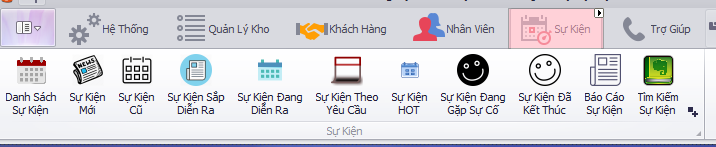 Hệ Thống
Quản Lý Kho
Khách Hàng
Nhân Viên
Sự Kiện
Trợ Giúp
Danh Sách
Sự Kiện
NEWS
Sự Kiện
Mới
Sự Kiện
Cũ
Sự Kiện Sắp
Diễn Ra
Sự Kiện Đang
Diễn Ra
Sự Kiện Theo
Yêu Cầu
Sự Kiện
HOT
Sự Kiện Đang
Gặp Sự Cố
Sự Kiện Đã
Kết Thúc
Báo Cáo
Sự Kiện
Tìm Kiếm
Sự Kiện
Sự Kiện